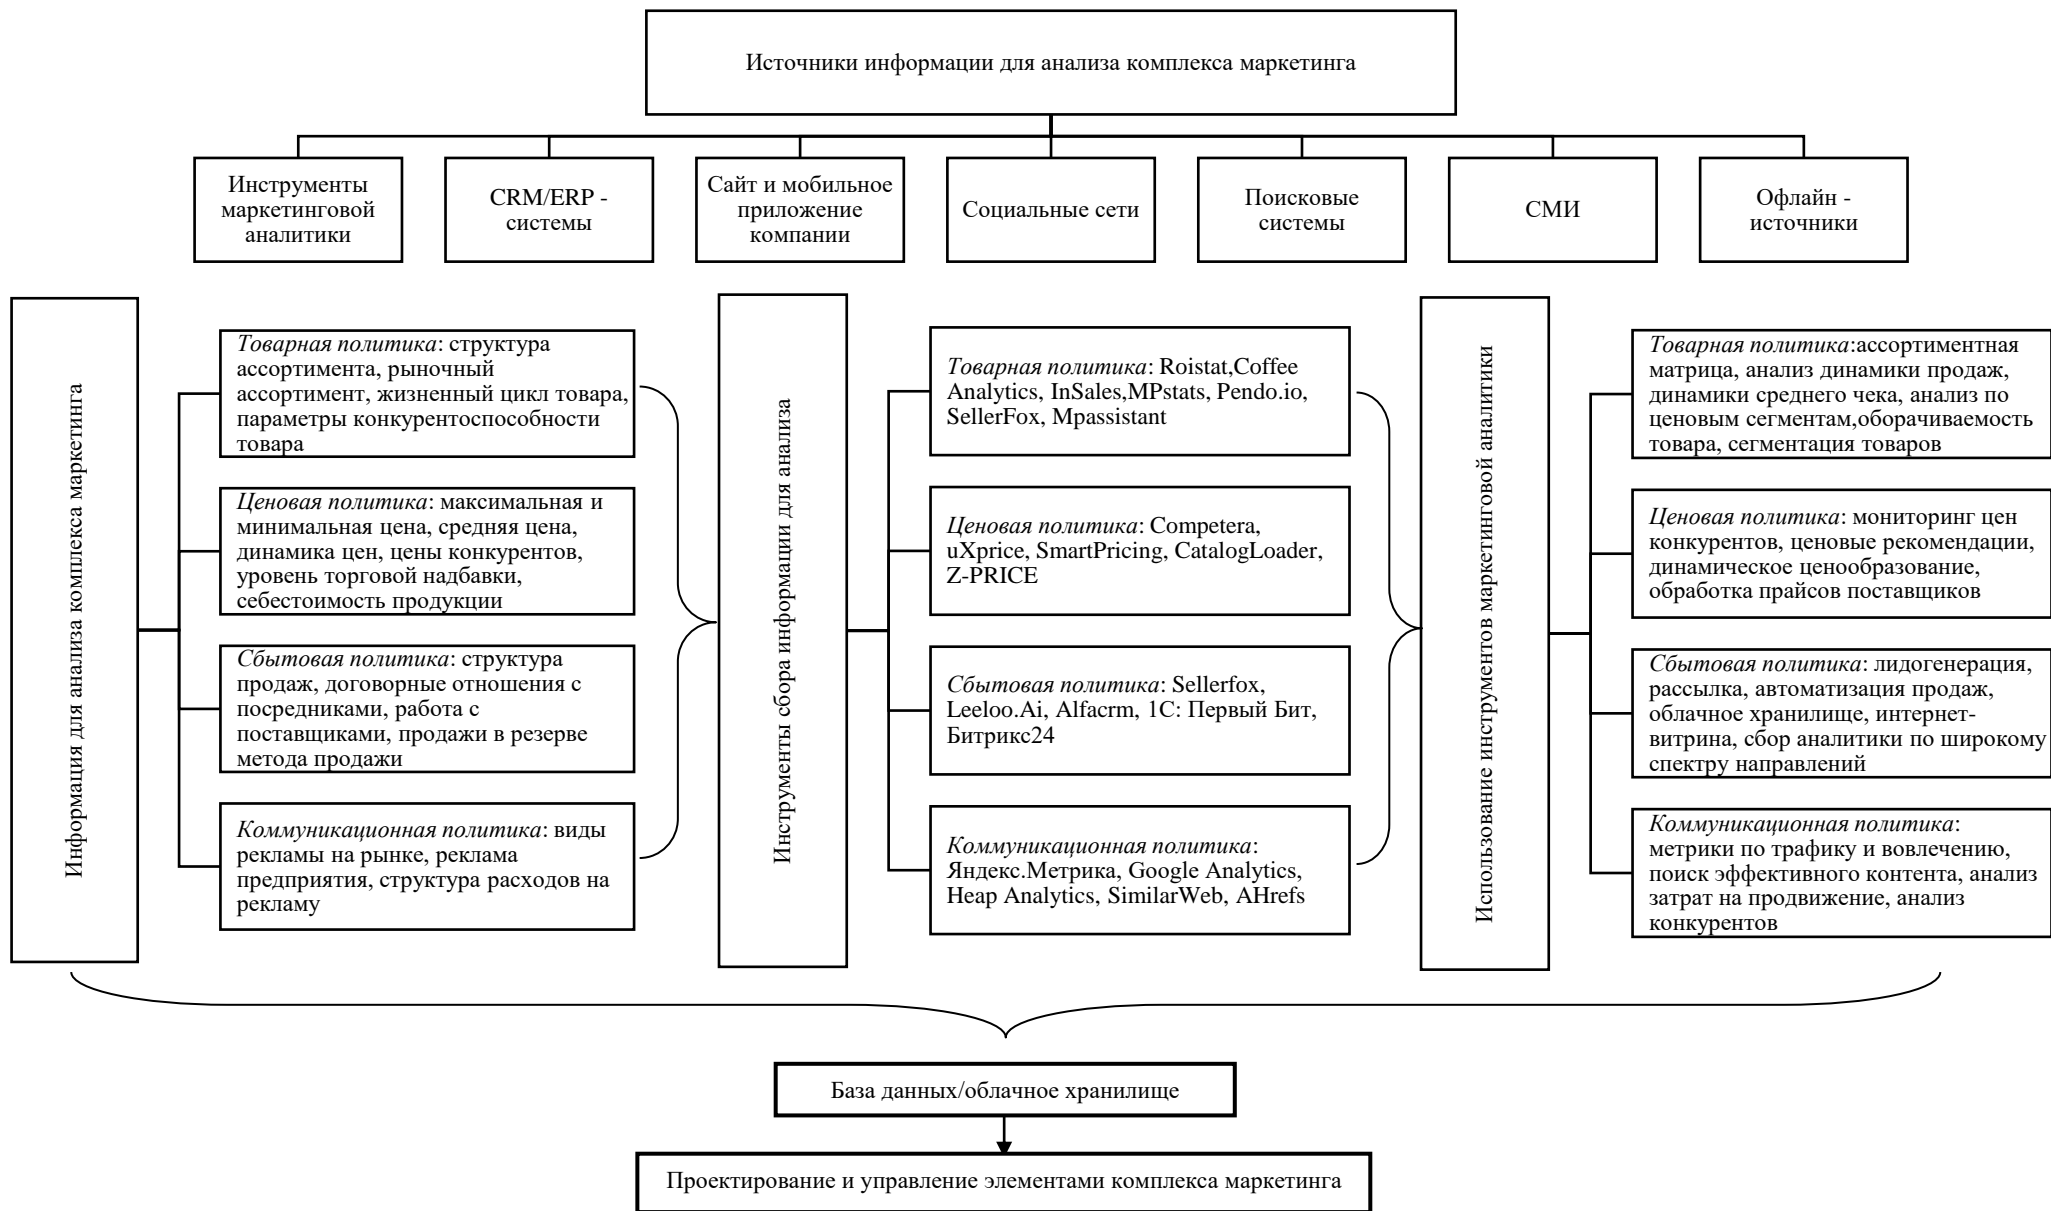 Источники информации для анализа комплекса маркетинга
Инструменты
маркетинговой
аналитики
CRM/ERP -
системы
Сайт и мобильное
приложение
компании
Социальные сети
Поисковые
системы
СМИ
Офлайн -
источники
Информация для анализа комплекса маркетинга
Товарная политика: структура
ассортимента, рыночный
ассортимент, жизненный цикл товара,
параметры конкурентоспособности
товара
Ценовая политика: максимальная и
минимальная цена, средняя цена,
динамика цен, цены конкурентов,
уровень торговой надбавки,
себестоимость продукции
Сбытовая политика: структура
продаж, договорные отношения с
посредниками, работа с
поставщиками, продажи в резерве
метода продажи
Коммуникационная политика: виды
рекламы на рынке, реклама
предприятия, структура расходов на
рекламу
Инструменты сбора информации для анализа
Товарная политика: Roistat,Coffee
Analytics, InSales,MPstats, Pendo.io,
SellerFox, Mpassistant
Ценовая политика: Competera,
uXprice, SmartPricing, CatalogLoader,
Z-PRICE
Сбытовая политика: Sellerfox,
Leeloo.Ai, Alfacrm, 1С: Первый Бит,
Битрикс24
Коммуникационная политика:
Яндекс.Метрика, Google Analytics,
Heap Analytics, SimilarWeb, AHrefs
Использование инструментов маркетинговой аналитики
Товарная политика:ассортиментная
матрица, анализ динамики продаж,
динамики среднего чека, анализ по
ценовым сегментам,оборачиваемость
товара, сегментация товаров
Ценовая политика: мониторинг цен
конкурентов, ценовые рекомендации,
динамическое ценообразование,
обработка прайсов поставщиков
Сбытовая политика: лидогенерация,
рассылка, автоматизация продаж,
облачное хранилище, интернет-
витрина, сбор аналитики по широкому
спектру направлений
Коммуникационная политика:
метрики по трафику и вовлечению,
поиск эффективного контента, анализ
затрат на продвижение, анализ
конкурентов
База данных/облачное хранилище
Проектирование и управление элементами комплекса маркетинга